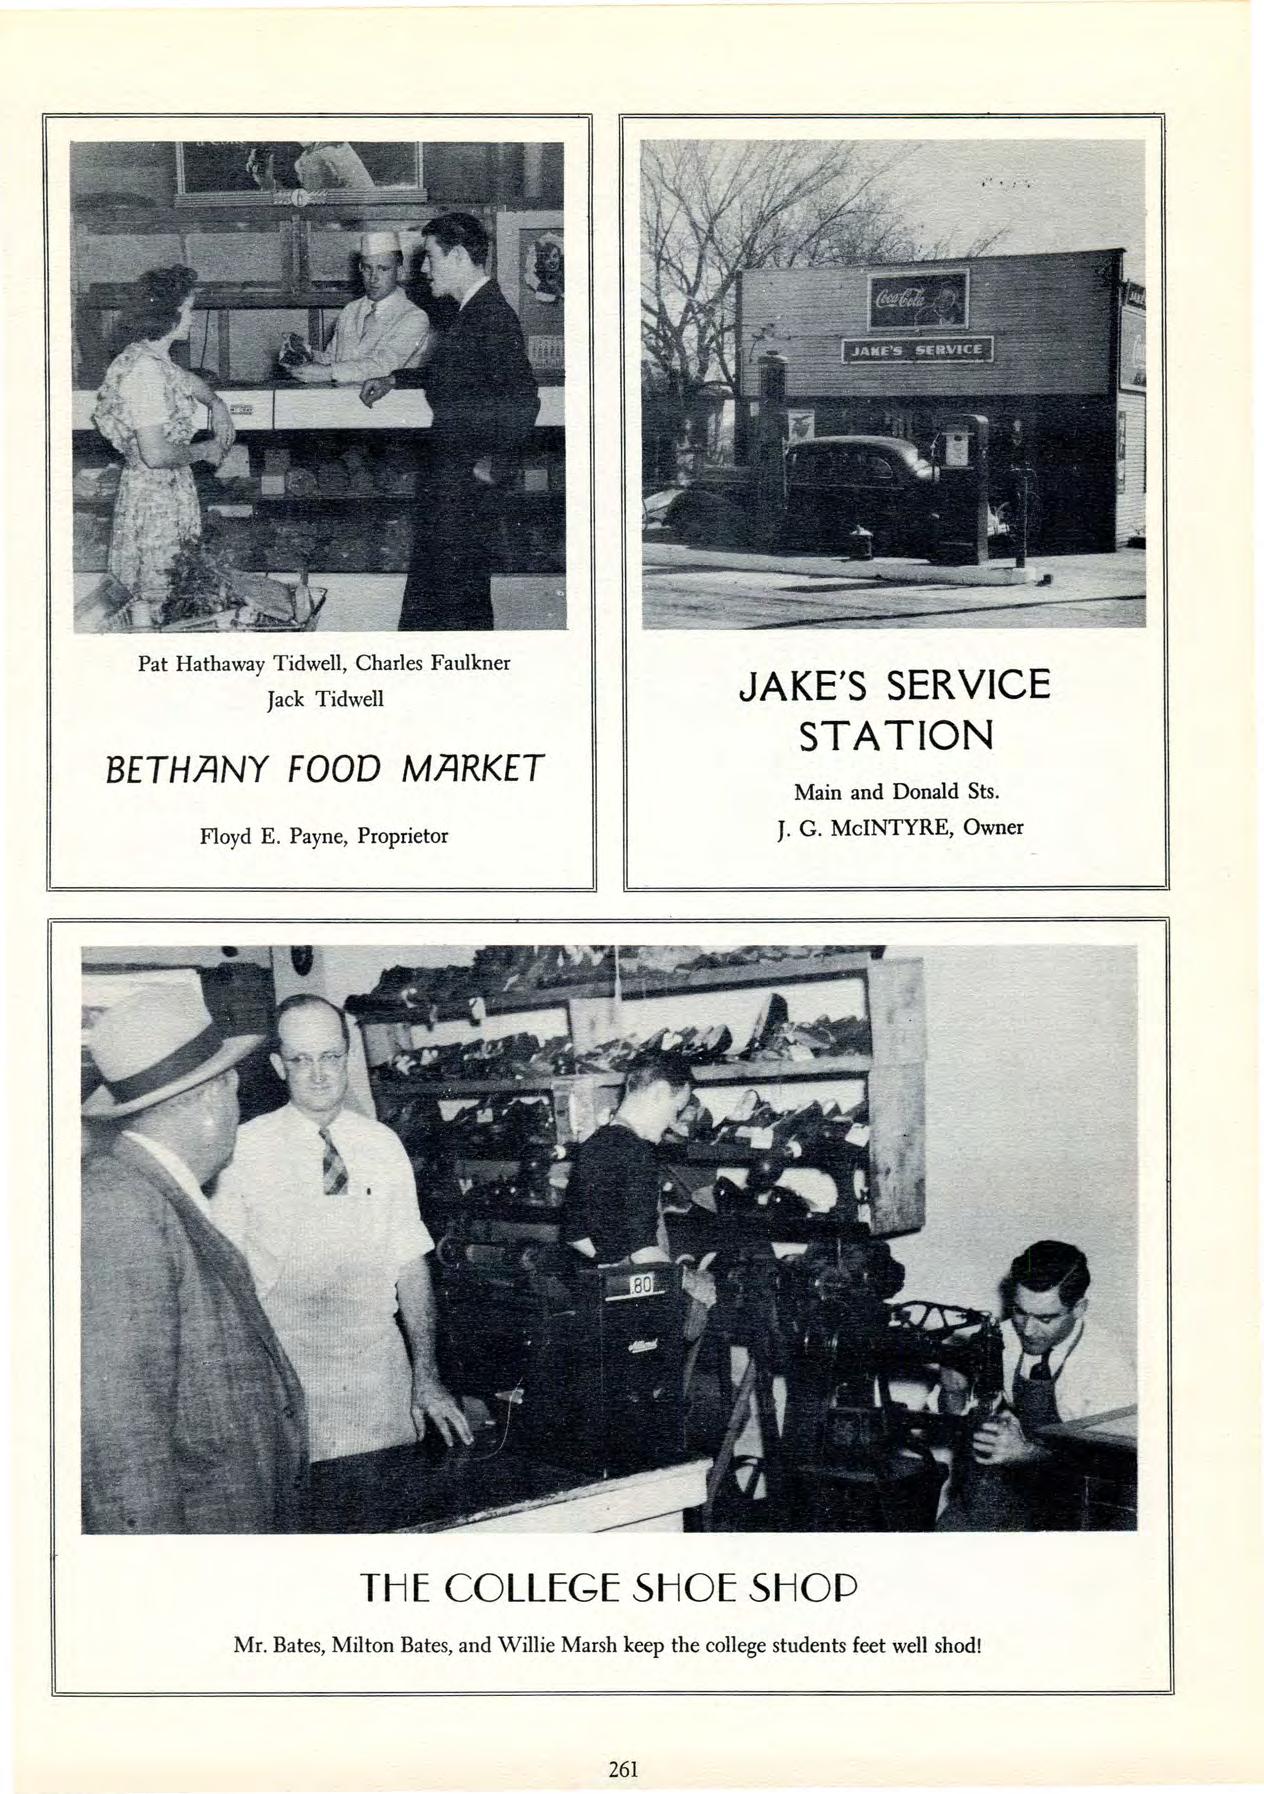 a Coke
Pat Hathaway Tidwell, Charles Faulkner
Jack Tidwell
BETHANY FOOD MARKET
Floyd E. Payne, Proprietor
Coca-Cola
JAKE'S SERVICE
JAKE'S SERVICE
STATION
Main and Donald Sts.
J. G. McINTYRE, Owner
.80
THE COLLEGE SHOE SHOP
Mr. Bates, Milton Bates, and Willie Marsh keep the college students feet well shod!
261